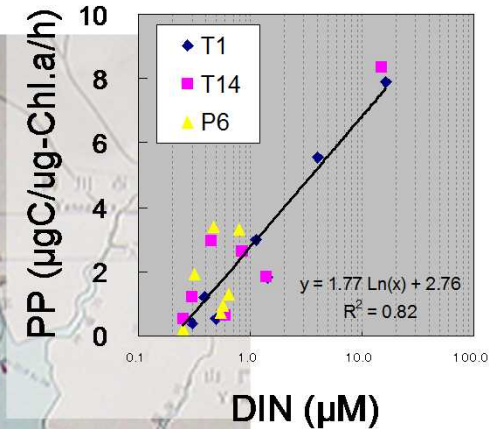 10
8
6
4
2
0
PP (µgC/ug-Chl.a/h)
T1
T14
P6
y = 1.77 Ln(x) + 2.76
R² = 0.82
0.1 1.0 10.0 100.0
DIN (µM)